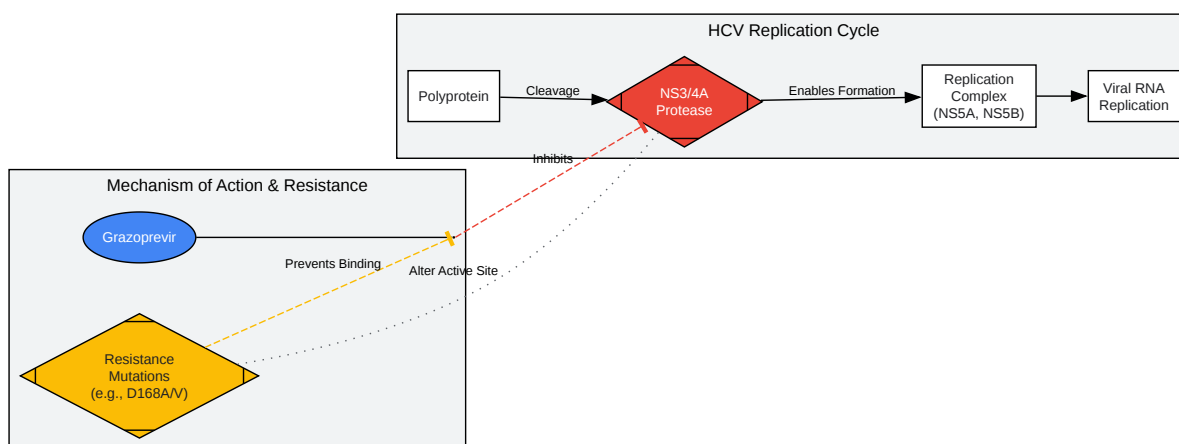 HCV Replication Cycle
Polyprotein
Cleavage
NS3/4A
Protease
Enables Formation
Replication
Complex
(NS5A, NS5B)
Viral RNA
Replication
Inhibits
Mechanism of Action & Resistance
Grazoprevir
Prevents Binding
Alter Active Site
Resistance
Mutations
(e.g., D168A/V)